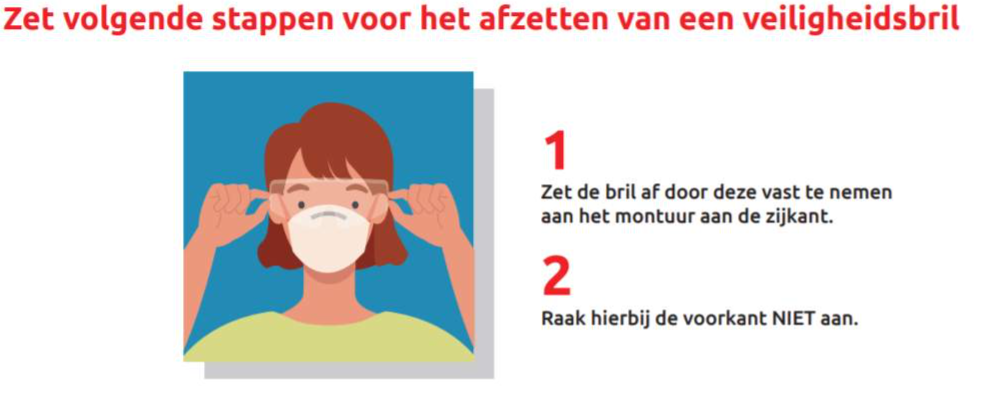 Zet volgende stappen voor het afzetten van een veiligheidsbril
1
Zet de bril af door deze vast te nemen
aan het montuur aan de zijkant.
2
Raak hierbij de voorkant NIET aan.